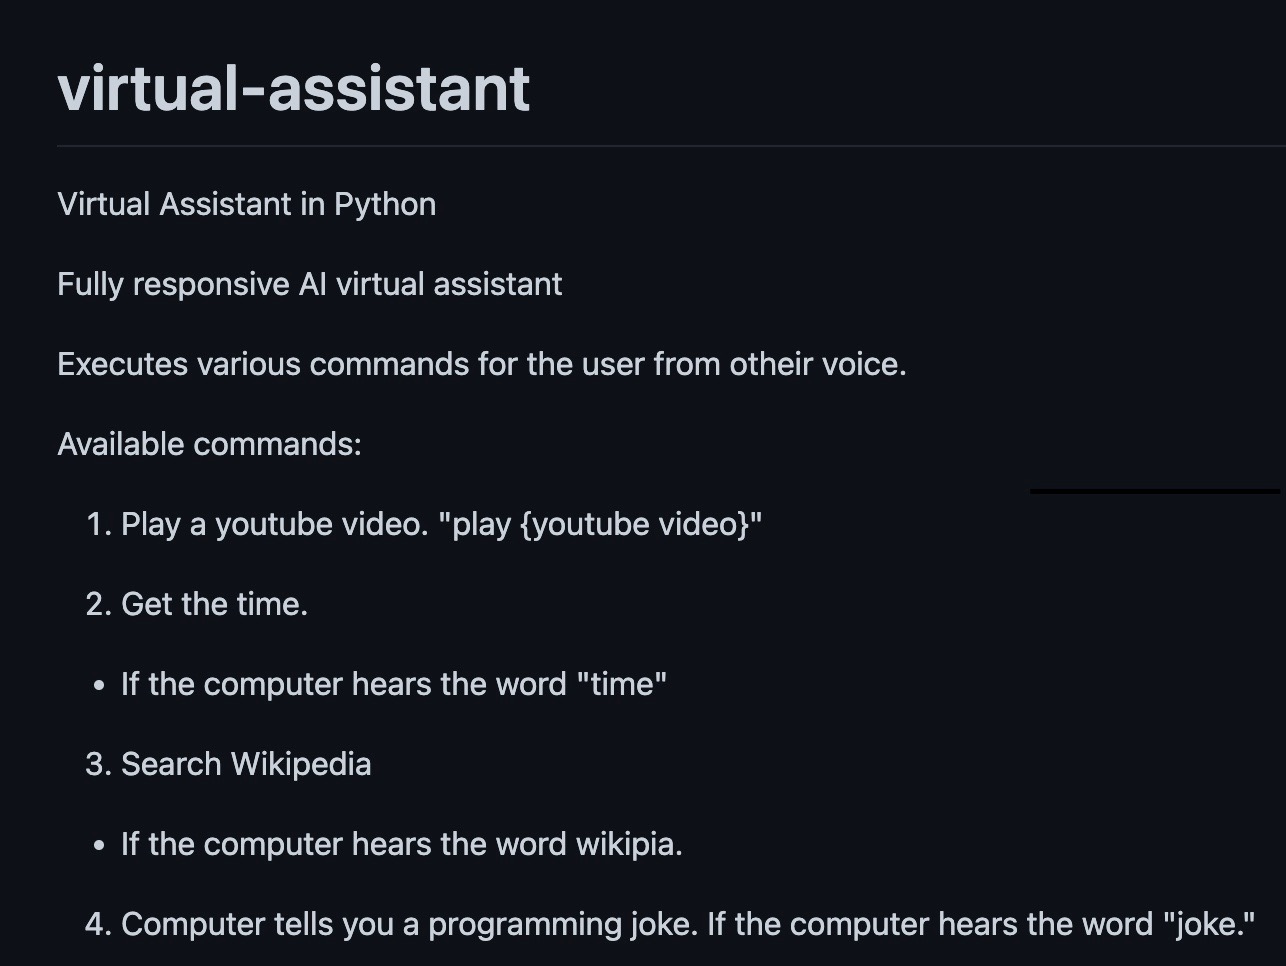 virtual-assistant
Virtual Assistant in Python
Fully responsive AI virtual assistant
Executes various commands for the user from otheir voice.
Available commands:
1. Play a youtube video. "play {youtube video}"
2. Get the time.
• If the computer hears the word "time"
3. Search Wikipedia
• If the computer hears the word wikipia.
4. Computer tells you a programming joke. If the computer hears the word "joke."